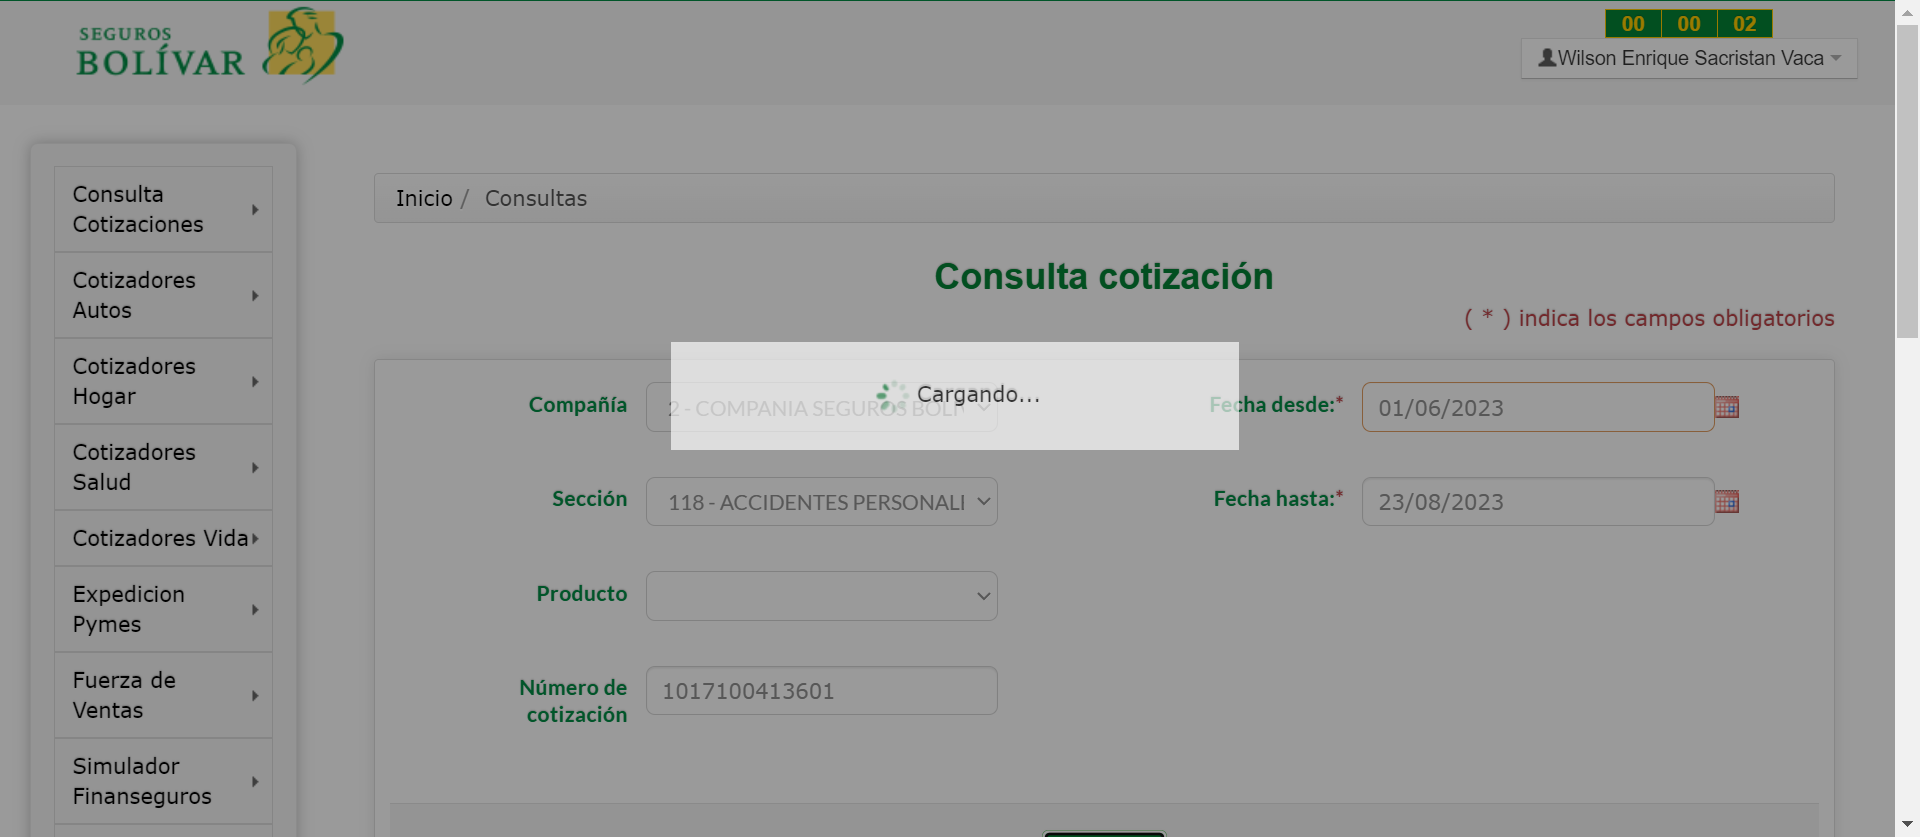 SEGUROS
BOLÍVAR
00 00 02
Wilson Enrique Sacristan Vaca
Consulta
Cotizaciones
Cotizadores
Autos
Cotizadores
Hogar
Cotizadores
Salud
Cotizadores Vida
Expedicion
Pymes
Fuerza de
Ventas
Simulador
Finanseguros
Inicio / Consultas
Consulta cotización
( * ) indica los campos obligatorios
Compañía
2 - COMPANIA SEGUROS BOLI
Cargando...
Fecha desde:*
01/06/2023
Sección
118 - ACCIDENTES PERSONALI
Fecha hasta:*
23/08/2023
Producto
Número de
cotización
1017100413601